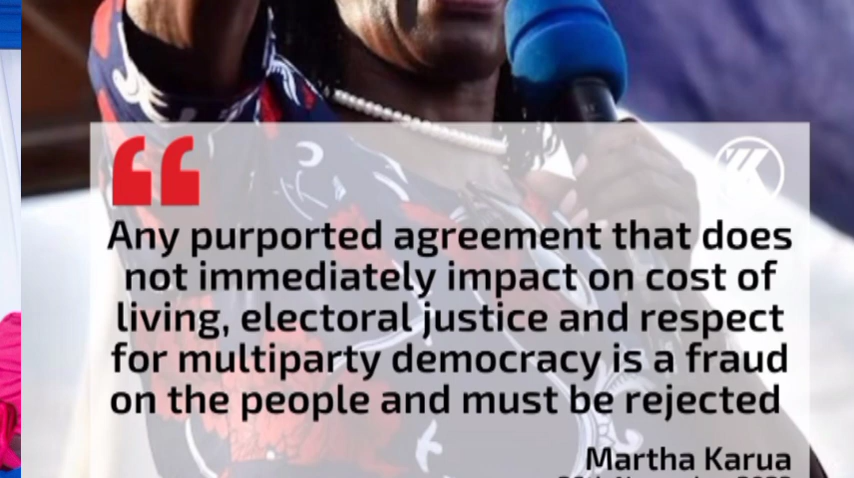 Any purported agreement that does
not immediately impact on cost of
living, electoral justice and respect
for multiparty democracy is a fraud
on the people and must be rejected
Martha Karua